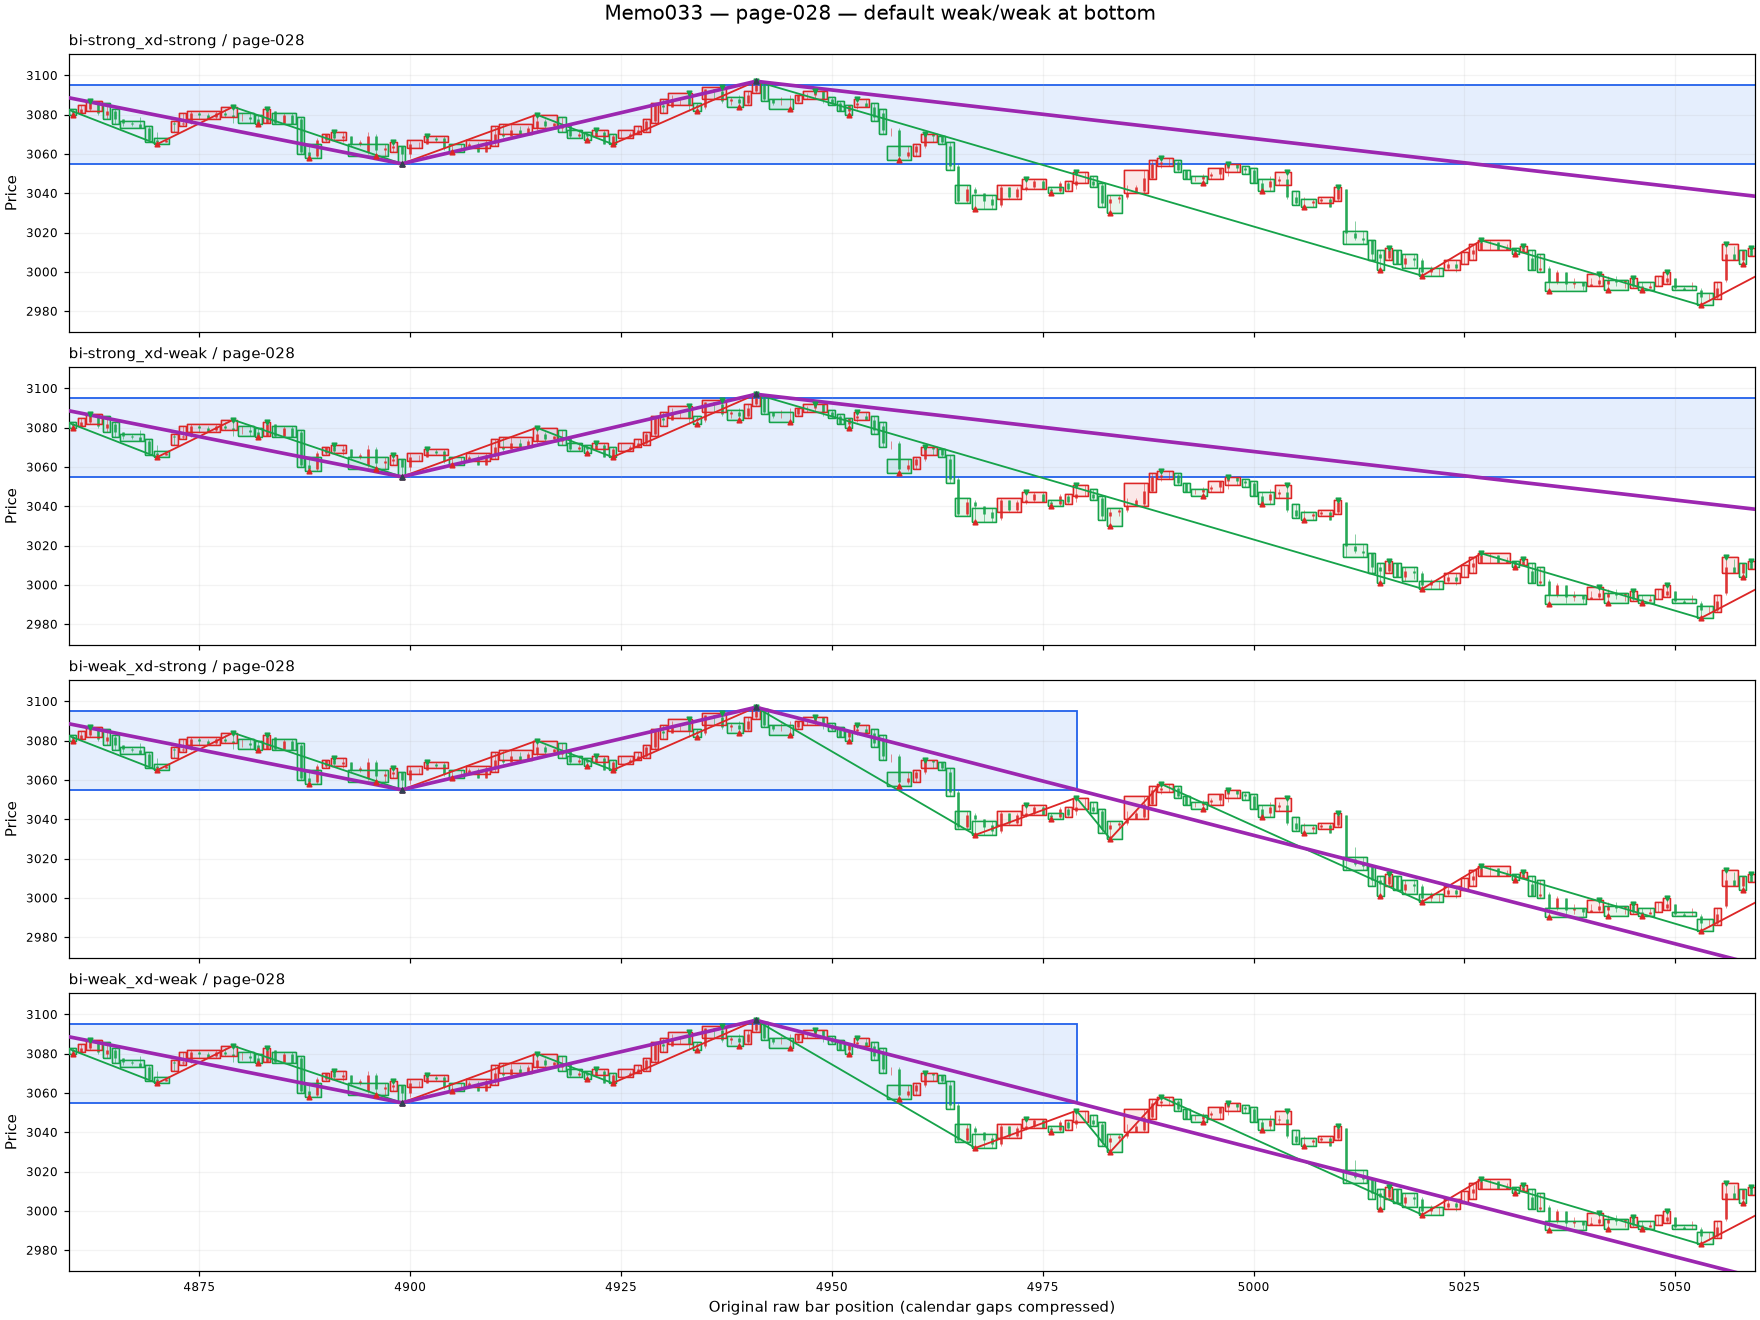 Memo033 — page-028 — default weak/weak at bottom
bi-strong_xd-strong / page-028
3100
3080
3060
3040
3020
3000
2980
Price
bi-strong_xd-weak / page-028
3100
3080
3060
3040
3020
3000
2980
Price
bi-weak_xd-strong / page-028
3100
3080
3060
3040
3020
3000
2980
Price
bi-weak_xd-weak / page-028
3100
3080
3060
3040
3020
3000
2980
Price
4875 4900 4925 4950 4975 5000 5025 5050
Original raw bar position (calendar gaps compressed)